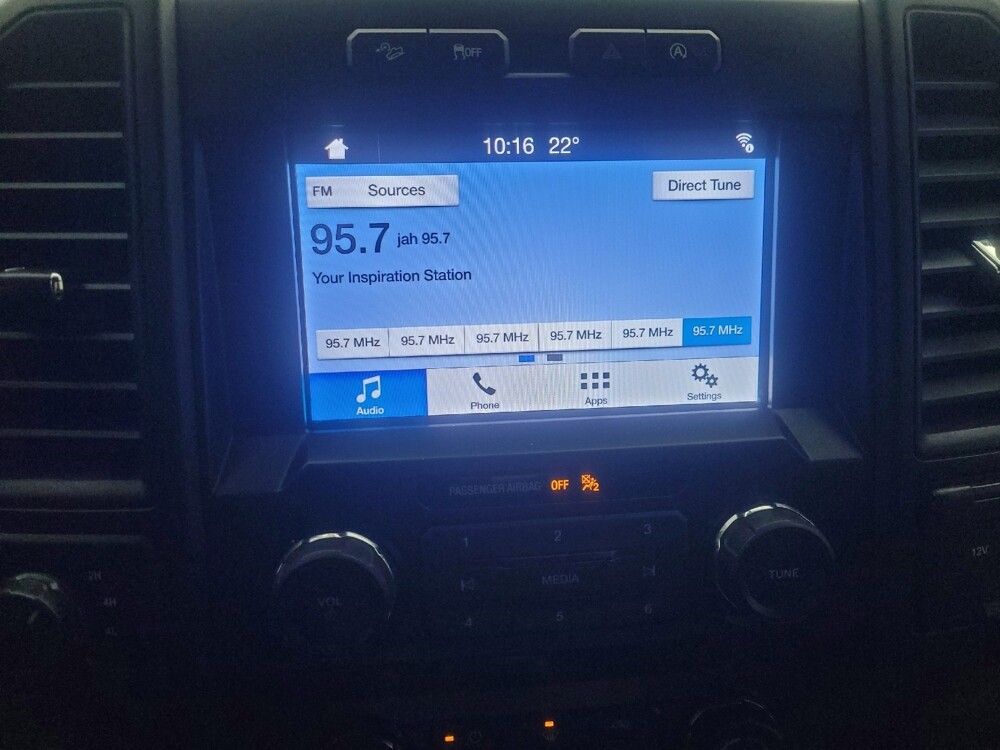 OFF
A
10:16 22°
FM Sources
Direct Tune
95.7 jah 95.7
Your Inspiration Station
95.7 MHz 95.7 MHz 95.7 MHz 95.7 MHz 95.7 MHz 95.7 MHz
Audio Phone Apps Settings
PASSENGER AIRBAG OFF 2
1 2 3
VOL MEDIA TUNE
4 5 6
2H
4H
4L
12V